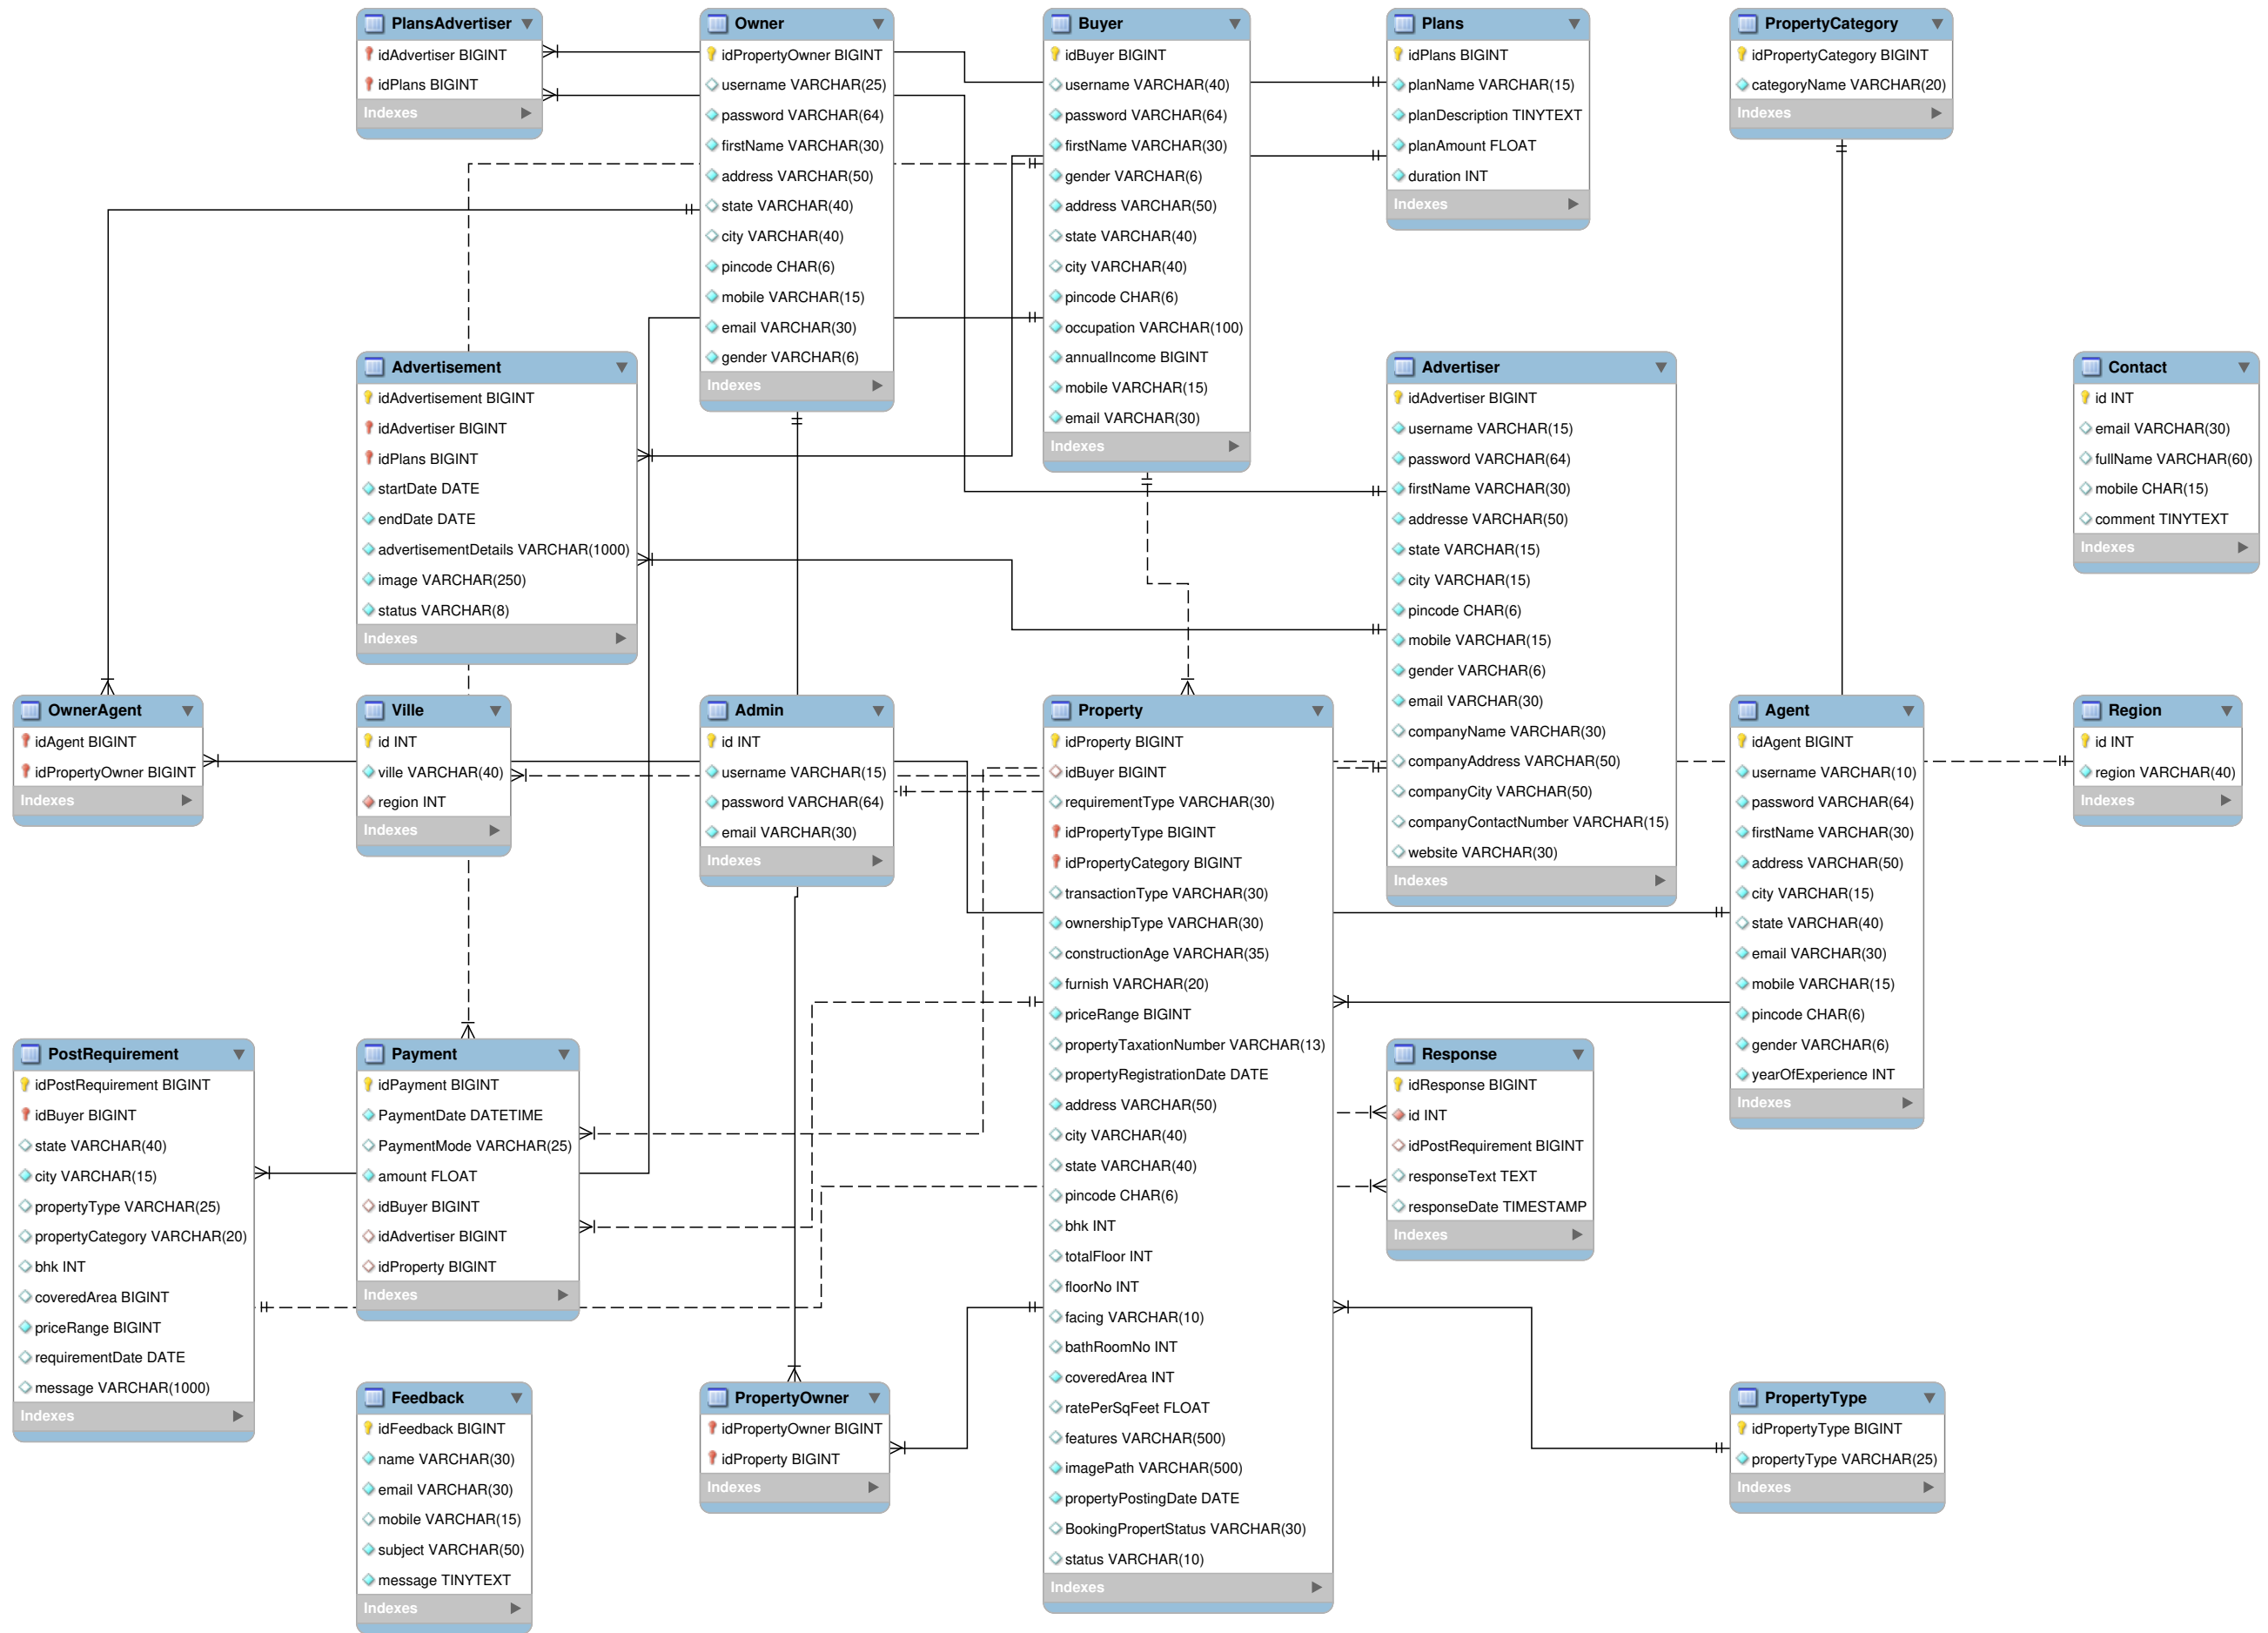 PlansAdvertiser
idAdvertiser BIGINT
idPlans BIGINT
Indexes
Owner
idPropertyOwner BIGINT
username VARCHAR(25)
password VARCHAR(64)
firstName VARCHAR(30)
address VARCHAR(50)
state VARCHAR(40)
city VARCHAR(40)
pincode CHAR(6)
mobile VARCHAR(15)
email VARCHAR(30)
gender VARCHAR(6)
Indexes
Buyer
idBuyer BIGINT
username VARCHAR(40)
password VARCHAR(64)
firstName VARCHAR(30)
gender VARCHAR(6)
address VARCHAR(50)
state VARCHAR(40)
city VARCHAR(40)
pincode CHAR(6)
occupation VARCHAR(100)
annualIncome BIGINT
mobile VARCHAR(15)
email VARCHAR(30)
Indexes
Plans
idPlans BIGINT
planName VARCHAR(15)
planDescription TINYTEXT
planAmount FLOAT
duration INT
Indexes
PropertyCategory
idPropertyCategory BIGINT
categoryName VARCHAR(20)
Indexes
Advertisement
idAdvertisement BIGINT
idAdvertiser BIGINT
idPlans BIGINT
startDate DATE
endDate DATE
advertisementDetails VARCHAR(1000)
image VARCHAR(250)
status VARCHAR(8)
Indexes
Advertiser
idAdvertiser BIGINT
username VARCHAR(15)
password VARCHAR(64)
firstName VARCHAR(30)
addresse VARCHAR(50)
state VARCHAR(15)
city VARCHAR(15)
pincode CHAR(6)
mobile VARCHAR(15)
gender VARCHAR(6)
email VARCHAR(30)
companyName VARCHAR(30)
companyAddress VARCHAR(50)
companyCity VARCHAR(50)
companyContactNumber VARCHAR(15)
website VARCHAR(30)
Indexes
Contact
id INT
email VARCHAR(30)
fullName VARCHAR(60)
mobile CHAR(15)
comment TINYTEXT
Indexes
OwnerAgent
idAgent BIGINT
idPropertyOwner BIGINT
Indexes
Ville
id INT
ville VARCHAR(40)
region INT
Indexes
Admin
id INT
username VARCHAR(15)
password VARCHAR(64)
email VARCHAR(30)
Indexes
Property
idProperty BIGINT
idBuyer BIGINT
requirementType VARCHAR(30)
idPropertyType BIGINT
idPropertyCategory BIGINT
transactionType VARCHAR(30)
ownershipType VARCHAR(30)
constructionAge VARCHAR(35)
furnish VARCHAR(20)
priceRange BIGINT
propertyTaxationNumber VARCHAR(13)
propertyRegistrationDate DATE
address VARCHAR(50)
city VARCHAR(40)
state VARCHAR(40)
pincode CHAR(6)
bhk INT
totalFloor INT
floorNo INT
facing VARCHAR(10)
bathRoomNo INT
coveredArea INT
ratePerSqFeet FLOAT
features VARCHAR(500)
imagePath VARCHAR(500)
propertyPostingDate DATE
BookingPropertStatus VARCHAR(30)
status VARCHAR(10)
Indexes
Agent
idAgent BIGINT
username VARCHAR(10)
password VARCHAR(64)
firstName VARCHAR(30)
address VARCHAR(50)
city VARCHAR(15)
state VARCHAR(40)
email VARCHAR(30)
mobile VARCHAR(15)
pincode CHAR(6)
gender VARCHAR(6)
yearOfExperience INT
Indexes
Region
id INT
region VARCHAR(40)
Indexes
PostRequirement
idPostRequirement BIGINT
idBuyer BIGINT
state VARCHAR(40)
city VARCHAR(15)
propertyType VARCHAR(25)
propertyCategory VARCHAR(20)
bhk INT
coveredArea BIGINT
priceRange BIGINT
requirementDate DATE
message VARCHAR(1000)
Indexes
Payment
idPayment BIGINT
PaymentDate DATETIME
PaymentMode VARCHAR(25)
amount FLOAT
idBuyer BIGINT
idAdvertiser BIGINT
idProperty BIGINT
Indexes
Response
idResponse BIGINT
id INT
idPostRequirement BIGINT
responseText TEXT
responseDate TIMESTAMP
Indexes
Feedback
idFeedback BIGINT
name VARCHAR(30)
email VARCHAR(30)
mobile VARCHAR(15)
subject VARCHAR(50)
message TINYTEXT
Indexes
PropertyOwner
idPropertyOwner BIGINT
idProperty BIGINT
Indexes
PropertyType
idPropertyType BIGINT
propertyType VARCHAR(25)
Indexes